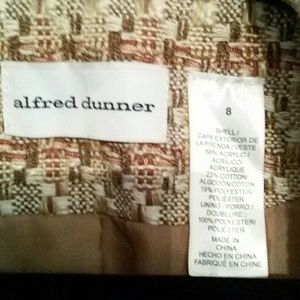 alfred dunner
8
SHELL /
CAPA EXTERIOR DE
LA PRENDA / VESTE
58% ACRYLIC /
ACRILICO /
ACRYLIQUE
23% COTTON /
ALGODON/COTON
19% POLYESTER/
POLIESTER
LINING / FORRO /
DOUBLURE :
100% POLYESTER/
POLIESTER
MADE IN
CHINA
HECHO EN CHINA
FABRIQUÉ EN CHINE